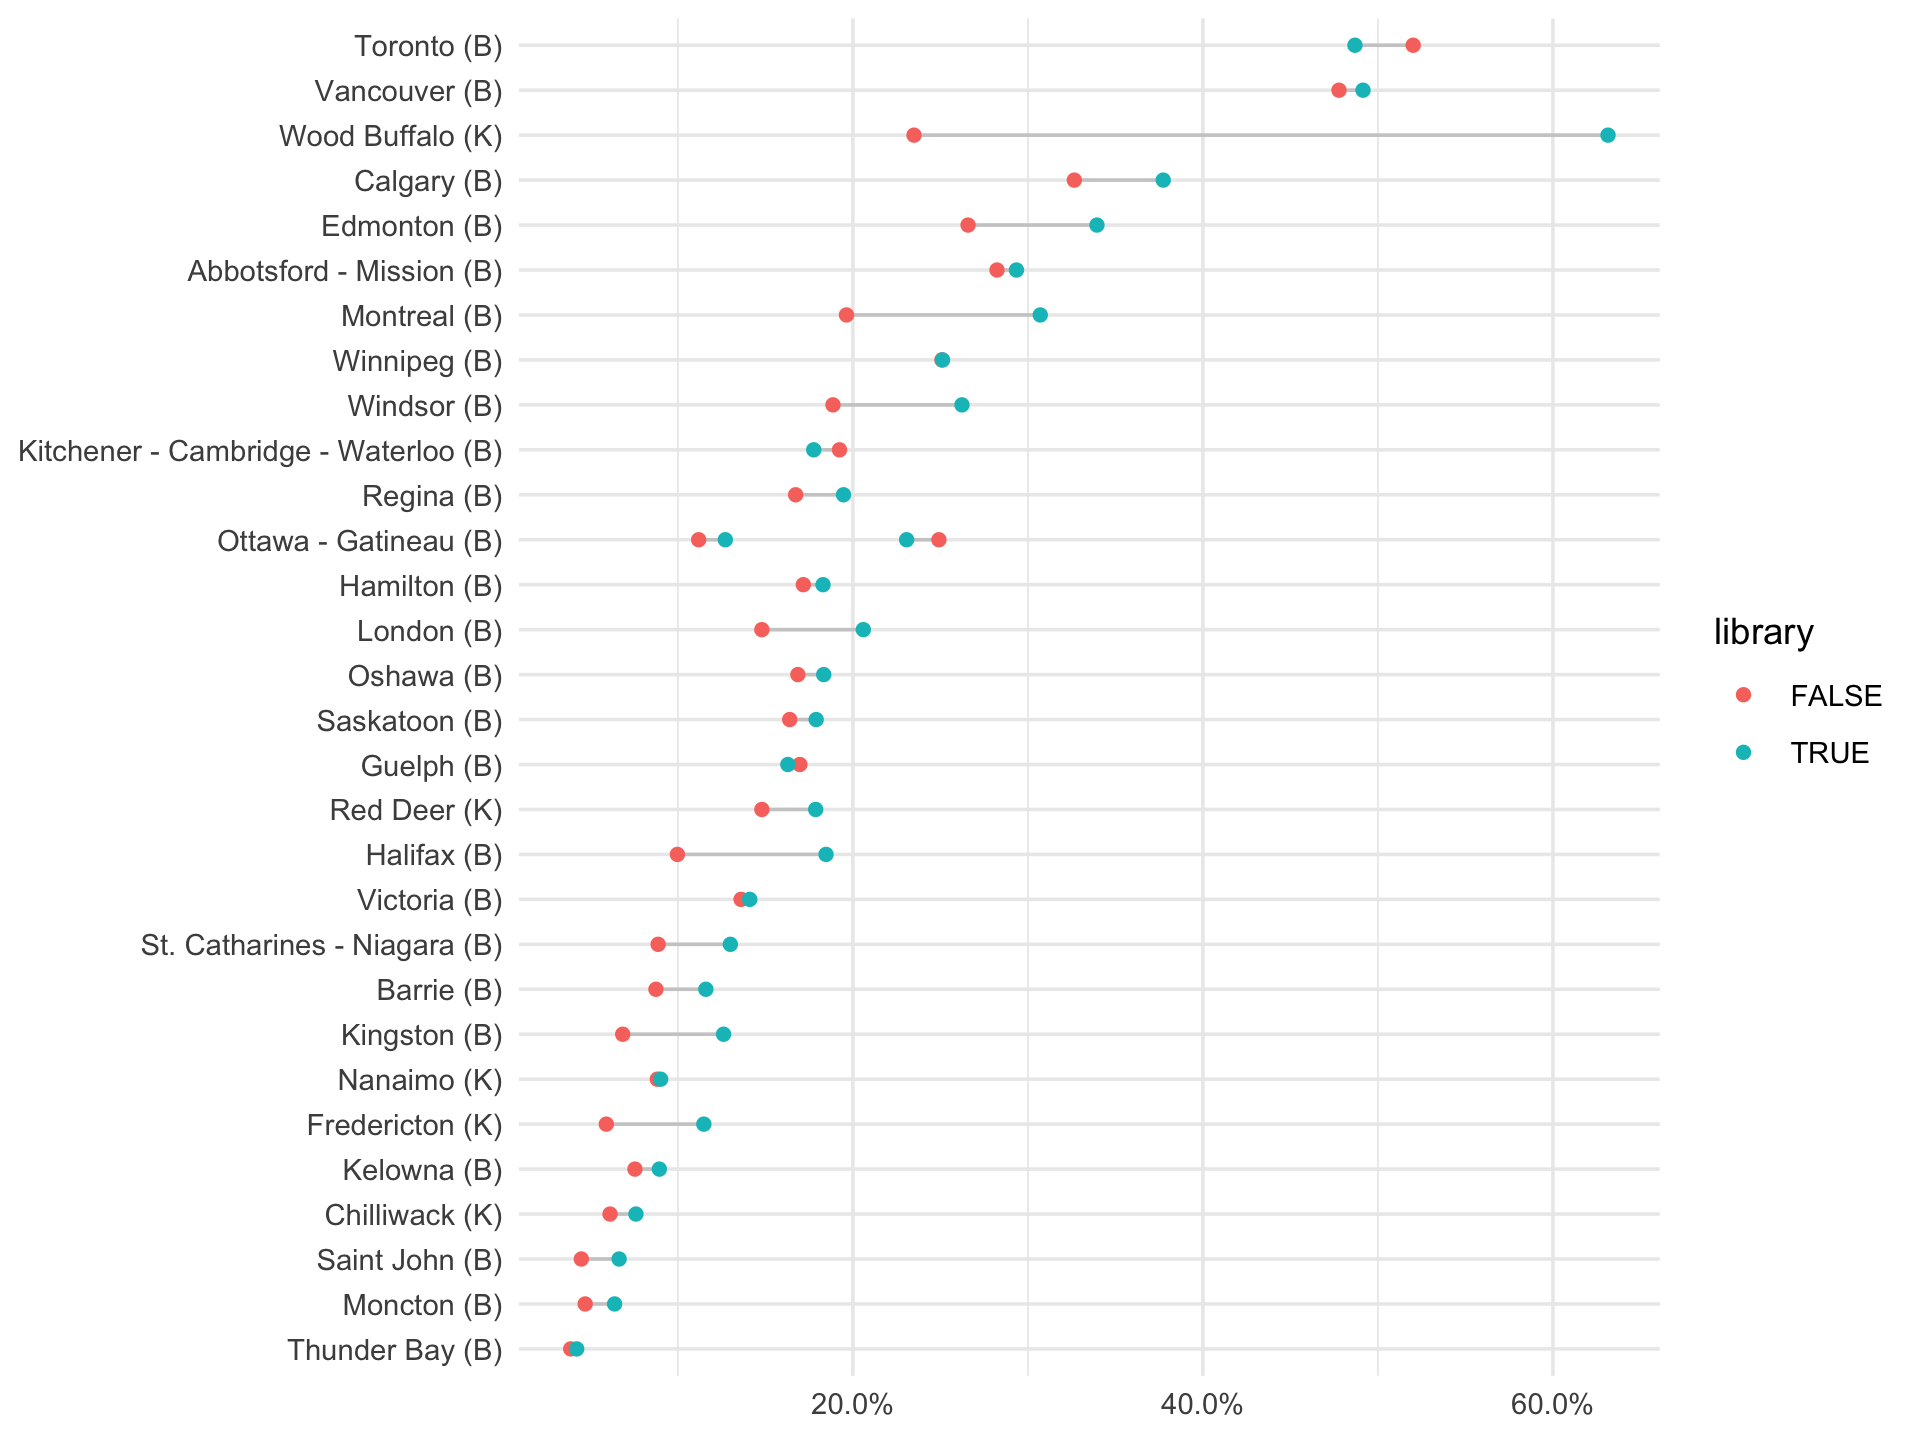 Toronto (B)
Vancouver (B)
Wood Buffalo (K)
Calgary (B)
Edmonton (B)
Abbotsford - Mission (B)
Montreal (B)
Winnipeg (B)
Windsor (B)
Kitchener - Cambridge - Waterloo (B)
Regina (B)
Ottawa - Gatineau (B)
Hamilton (B)
London (B)
Oshawa (B)
Saskatoon (B)
Guelph (B)
Red Deer (K)
Halifax (B)
Victoria (B)
St. Catharines - Niagara (B)
Barrie (B)
Kingston (B)
Nanaimo (K)
Fredericton (K)
Kelowna (B)
Chilliwack (K)
Saint John (B)
Moncton (B)
Thunder Bay (B)
20.0% 40.0% 60.0%
library
FALSE
TRUE